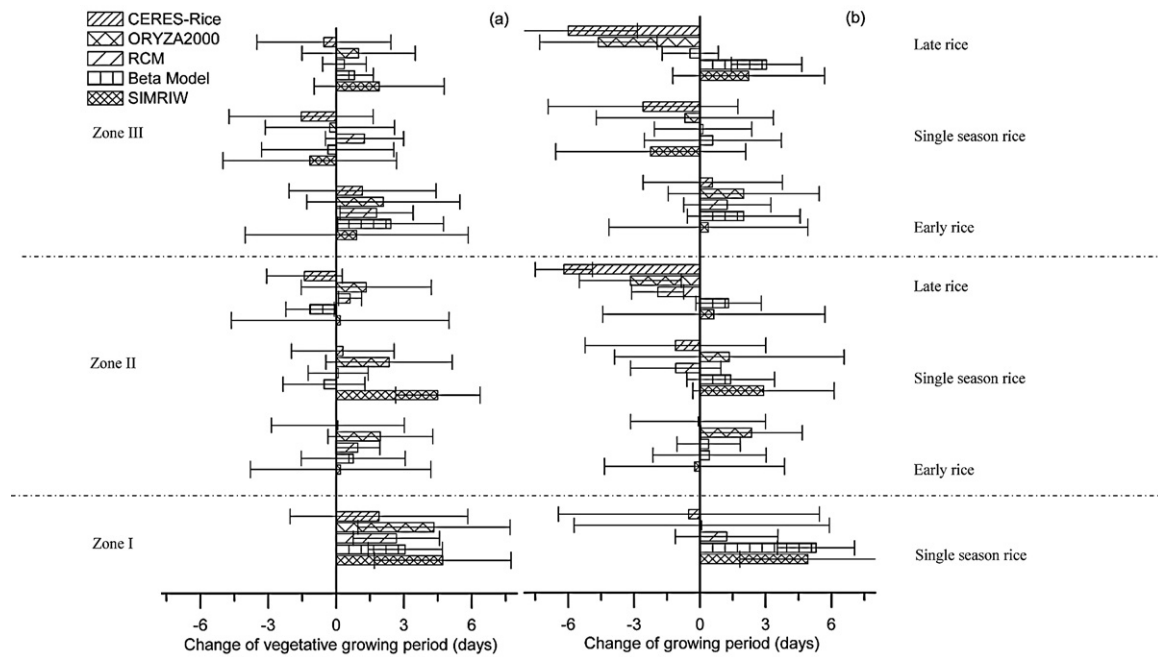 CERES-Rice
ORYZA2000
RCM
Beta Model
SIMRIW
(a)
(b)
Late rice
Zone III
Single season rice
Early rice
Late rice
Zone II
Single season rice
Early rice
Zone I
Single season rice
-6 -3 0 3 6
-6 -3 0 3 6
Change of vegetative growing period (days)
Change of growing period (days)